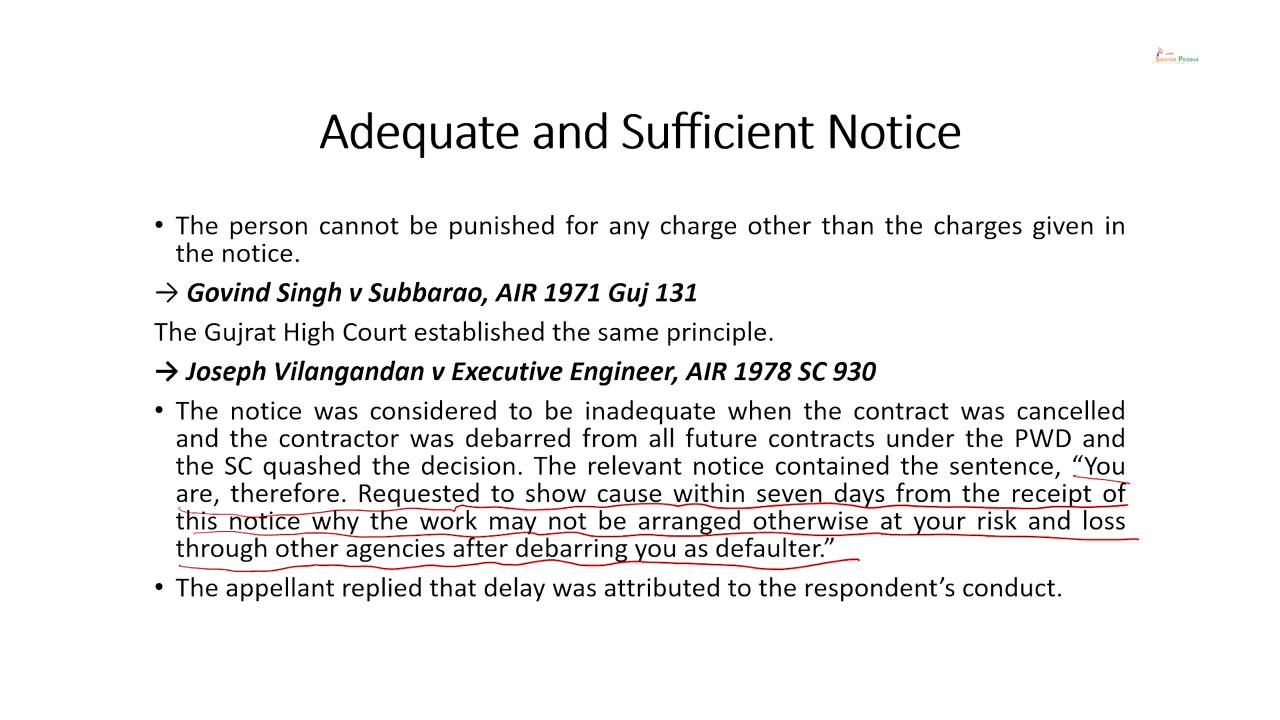 SWAYAM PRABHA
Adequate and Sufficient Notice
• The person cannot be punished for any charge other than the charges given in
the notice.
→ Govind Singh v Subbarao, AIR 1971 Guj 131
The Gujrat High Court established the same principle.
→ Joseph Vilangandan v Executive Engineer, AIR 1978 SC 930
• The notice was considered to be inadequate when the contract was cancelled
and the contractor was debarred from all future contracts under the PWD and
the SC quashed the decision. The relevant notice contained the sentence, “You
are, therefore. Requested to show cause within seven days from the receipt of
this notice why the work may not be arranged otherwise at your risk and loss
through other agencies after debarring you as defaulter.”
• The appellant replied that delay was attributed to the respondent’s conduct.